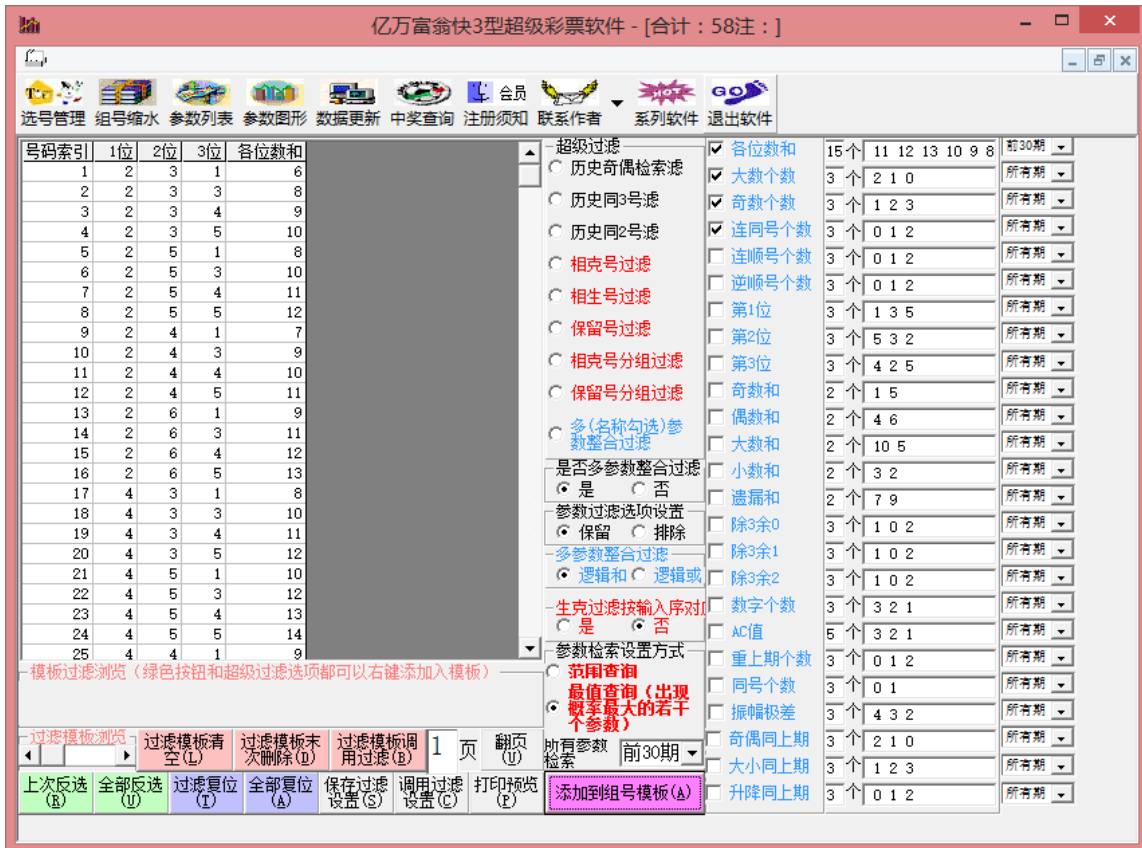 亿万富翁快3型超级彩票软件 - [合计：58注：]
选号管理 组号缩水 参数列表 参数图形 数据更新 中奖查询 注册须知 会员 联系作者 系列软件 退出软件
号码索引 1位 2位 3位 各位数和
1 2 3 1 6
2 2 3 3 8
3 2 3 4 9
4 2 3 5 10
5 2 5 1 8
6 2 5 3 10
7 2 5 4 11
8 2 5 5 12
9 2 4 1 7
10 2 4 3 9
11 2 4 4 10
12 2 4 5 11
13 2 6 1 9
14 2 6 3 11
15 2 6 4 12
16 2 6 5 13
17 4 3 1 8
18 4 3 3 10
19 4 3 4 11
20 4 3 5 12
21 4 5 1 10
22 4 5 3 12
23 4 5 4 13
24 4 5 5 14
25 4 4 1 9
超级过滤
历史奇偶检索滤
历史同3号滤
历史同2号滤
相克号过滤
相生号过滤
保留号过滤
相克号分组过滤
保留号分组过滤
多(名称勾选)参
数整合过滤
是否多参数整合过滤
是 否
参数过滤选项设置
保留 排除
多参数整合过滤
逻辑和 逻辑或
生克过滤按输入序对
是 否
参数检索设置方式
范围查询
最值查询（出现
概率最大的若干
个参数）
所有参数
检索
前30期
添加到组号模板(A)
各位数和 15个 11 12 13 10 9 8 前30期
大数个数 3 个 2 1 0 所有期
奇数个数 3 个 1 2 3 所有期
连同号个数 3 个 0 1 2 所有期
连顺号个数 3 个 0 1 2 所有期
逆顺号个数 3 个 0 1 2 所有期
第1位 3 个 1 3 5 所有期
第2位 3 个 5 3 2 所有期
第3位 3 个 4 2 5 所有期
奇数和 2 个 1 5 所有期
偶数和 2 个 4 6 所有期
大数和 2 个 10 5 所有期
小数和 2 个 3 2 所有期
遗漏和 2 个 7 9 所有期
除3余0 3 个 1 0 2 所有期
除3余1 3 个 1 0 2 所有期
除3余2 3 个 1 0 2 所有期
数字个数 3 个 3 2 1 所有期
AC值 5 个 3 2 1 所有期
重上期个数 3 个 0 1 2 所有期
同号个数 3 个 0 1 所有期
振幅极差 3 个 4 3 2 所有期
奇偶同上期 3 个 2 1 0 所有期
大小同上期 3 个 1 2 3 所有期
升降同上期 3 个 0 1 2 所有期
模板过滤浏览（绿色按钮和超级过滤选项都可以右键添加入模板）
过滤模板浏览
过滤模板清
空(L)
过滤模板末
次删除(D)
过滤模板调
用过滤(B)
1 页
翻页
(U)
上次反选
(R)
全部反选
(U)
过滤复位
(T)
全部复位
(A)
保存过滤
设置(S)
调用过滤
设置(C)
打印预览
(P)